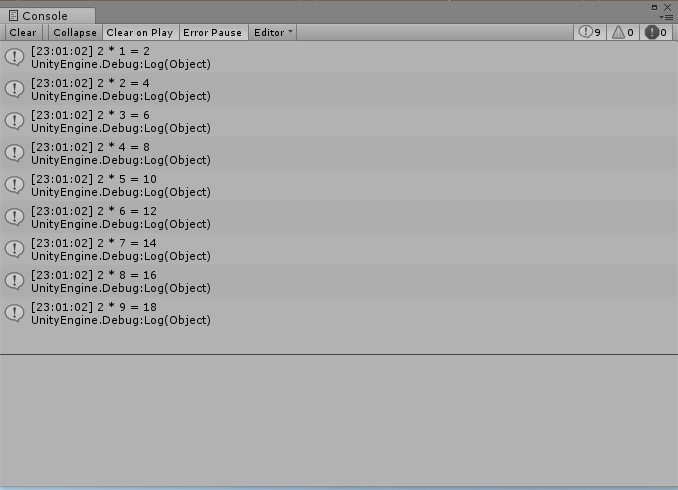 Console
Clear Collapse Clear on Play Error Pause Editor 9 0 0
[23:01:02] 2 * 1 = 2
UnityEngine.Debug:Log(Object)
[23:01:02] 2 * 2 = 4
UnityEngine.Debug:Log(Object)
[23:01:02] 2 * 3 = 6
UnityEngine.Debug:Log(Object)
[23:01:02] 2 * 4 = 8
UnityEngine.Debug:Log(Object)
[23:01:02] 2 * 5 = 10
UnityEngine.Debug:Log(Object)
[23:01:02] 2 * 6 = 12
UnityEngine.Debug:Log(Object)
[23:01:02] 2 * 7 = 14
UnityEngine.Debug:Log(Object)
[23:01:02] 2 * 8 = 16
UnityEngine.Debug:Log(Object)
[23:01:02] 2 * 9 = 18
UnityEngine.Debug:Log(Object)